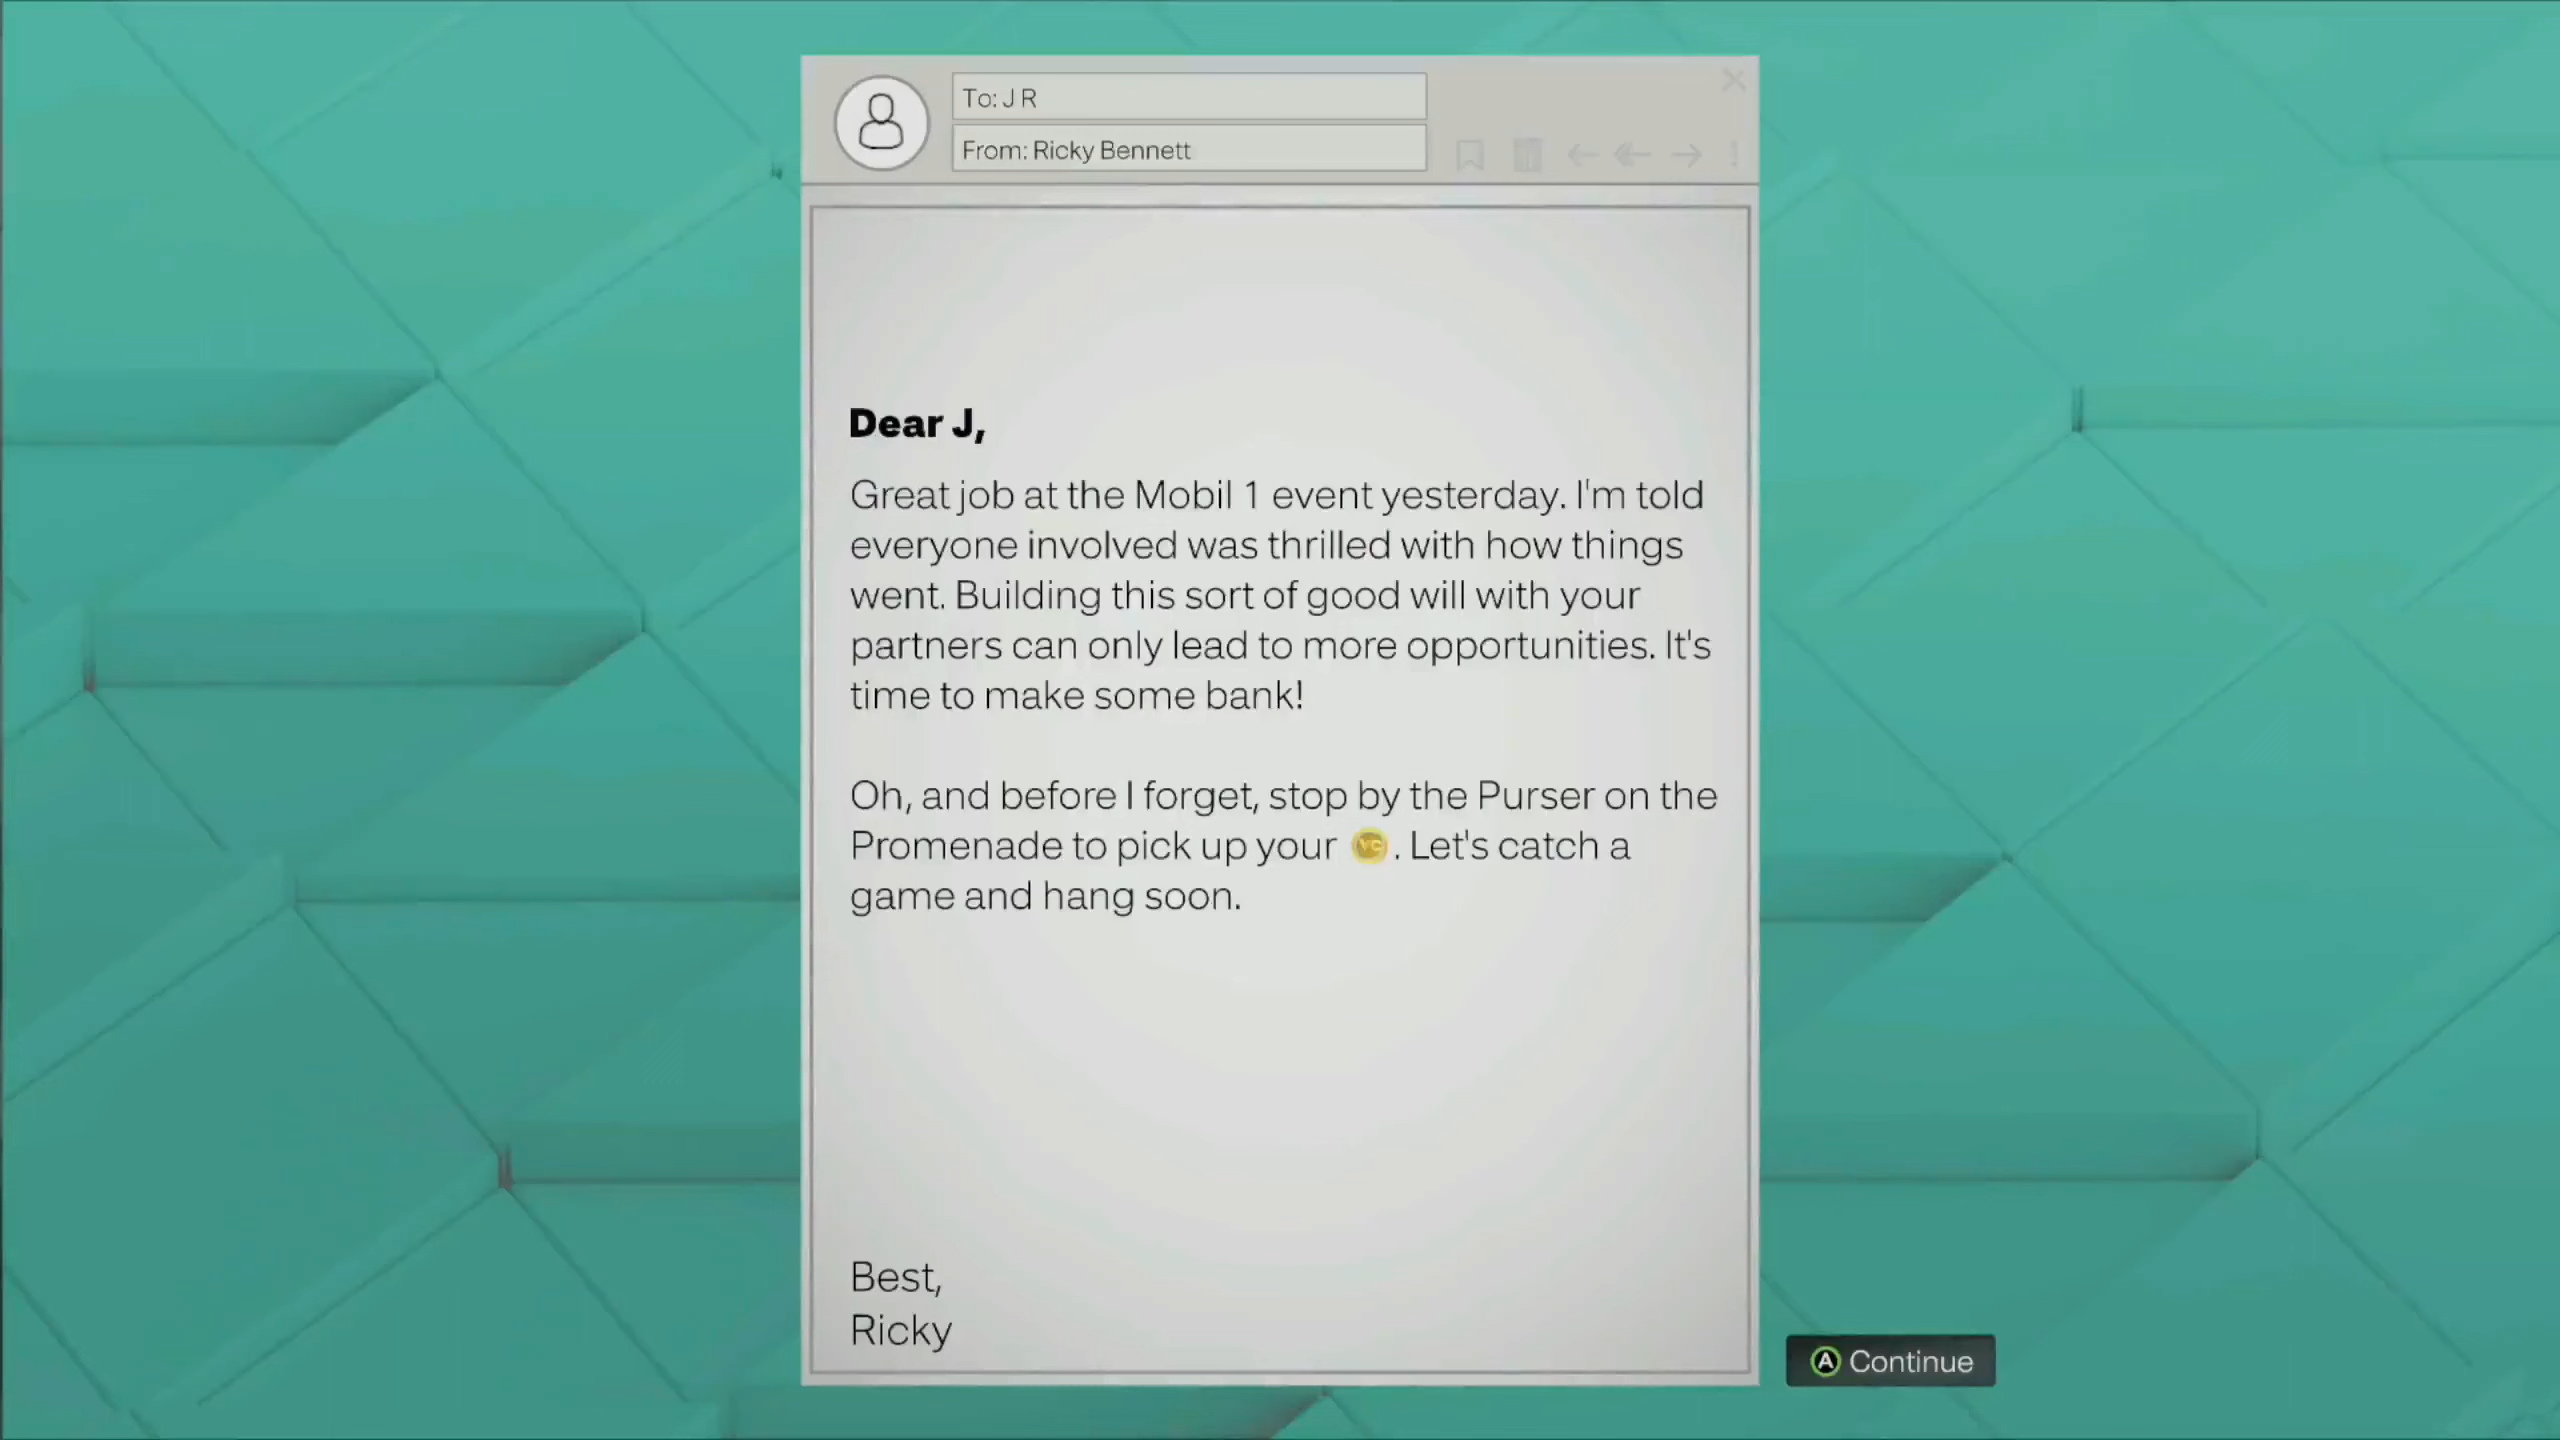 To: J R
From: Ricky Bennett
Dear J,
Great job at the Mobil 1 event yesterday. I'm told
everyone involved was thrilled with how things
went. Building this sort of good will with your
partners can only lead to more opportunities. It's
time to make some bank!
Oh, and before I forget, stop by the Purser on the
Promenade to pick up your VC. Let's catch a
game and hang soon.
Best,
Ricky
A Continue